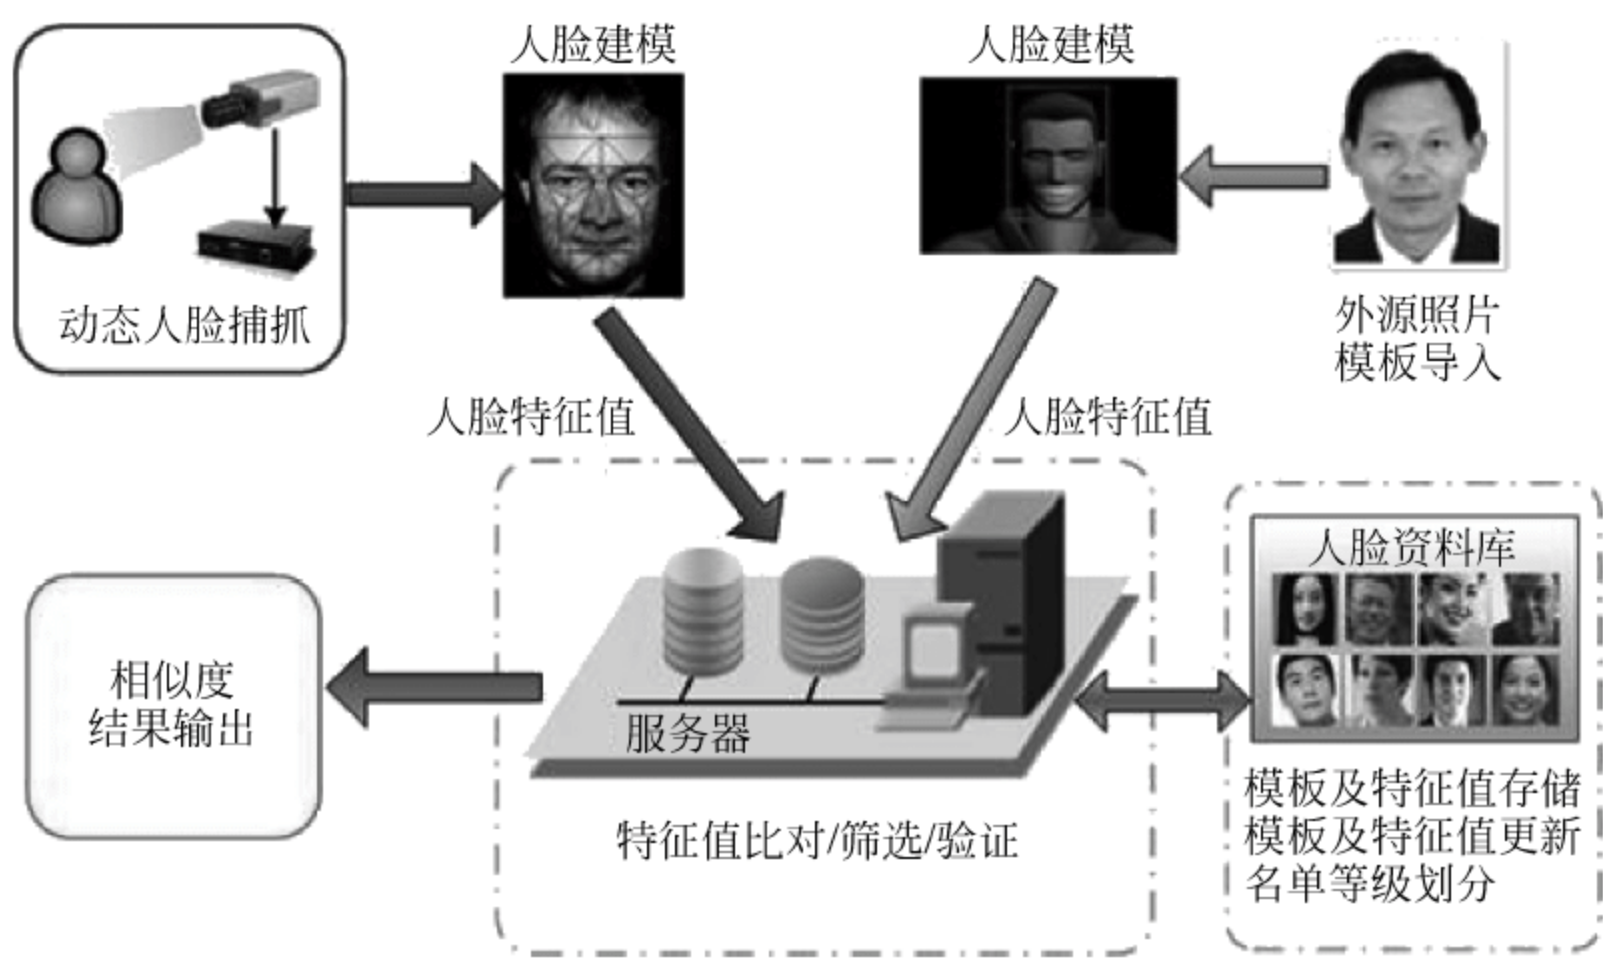 人脸建模
人脸建模
动态人脸捕抓
外源照片
模板导入
人脸特征值
人脸特征值
人脸资料库
相似度
结果输出
服务器
特征值比对/筛选/验证
模板及特征值存储
模板及特征值更新
名单等级划分